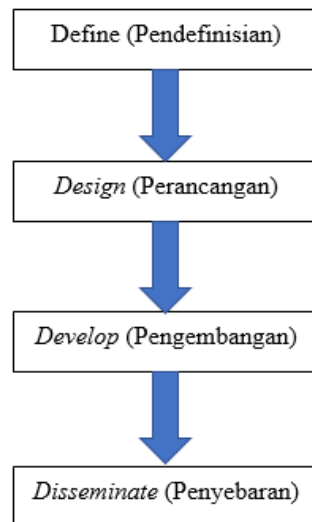 Define (Pendefinisian)
Design (Perancangan)
Develop (Pengembangan)
Disseminate (Penyebaran)